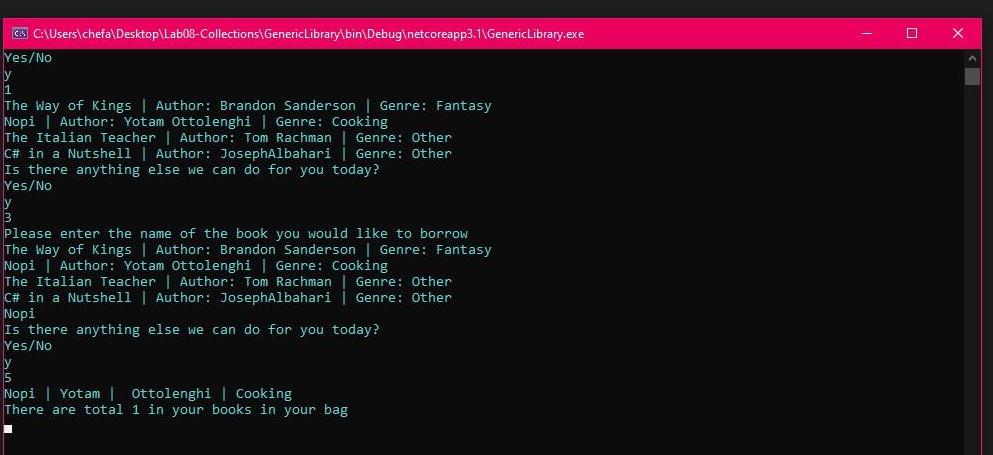 C:\Users\chefa\Desktop\Lab08-Collections\GenericLibrary\bin\Debug\netcoreapp3.1\GenericLibrary.exe
Yes/No
y
1
The Way of Kings | Author: Brandon Sanderson | Genre: Fantasy
Nopi | Author: Yotam Ottolenghi | Genre: Cooking
The Italian Teacher | Author: Tom Rachman | Genre: Other
C# in a Nutshell | Author: JosephAlbahari | Genre: Other
Is there anything else we can do for you today?
Yes/No
y
3
Please enter the name of the book you would like to borrow
The Way of Kings | Author: Brandon Sanderson | Genre: Fantasy
Nopi | Author: Yotam Ottolenghi | Genre: Cooking
The Italian Teacher | Author: Tom Rachman | Genre: Other
C# in a Nutshell | Author: JosephAlbahari | Genre: Other
Nopi
Is there anything else we can do for you today?
Yes/No
y
5
Nopi | Yotam |  Ottolenghi | Cooking
There are total 1 in your books in your bag